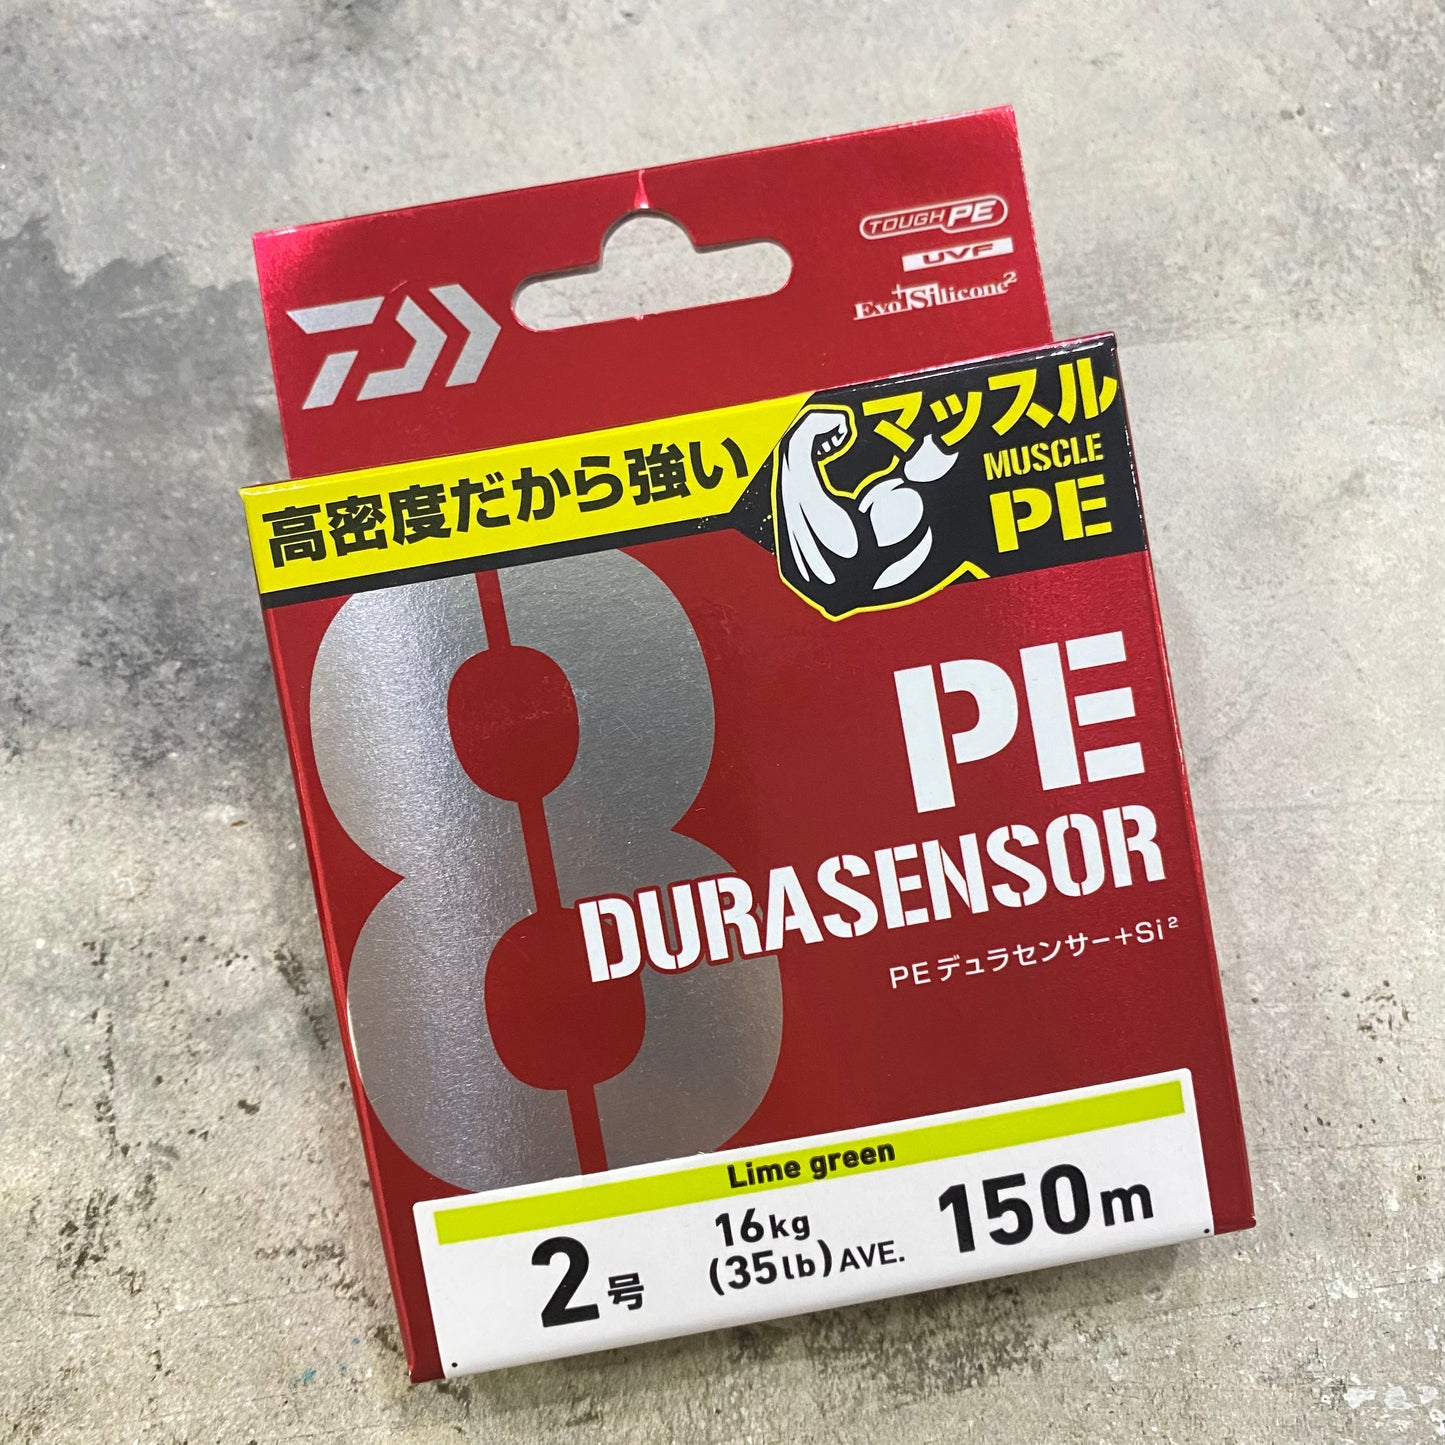 TOUGH PE
UVF
Evo+Silicone²
高密度だから強い
マッスル
MUSCLE
PE
8
PE
DURASENSOR
PEデュラセンサー+Si²
Lime green
2号
16kg
(35lb)AVE.
150m